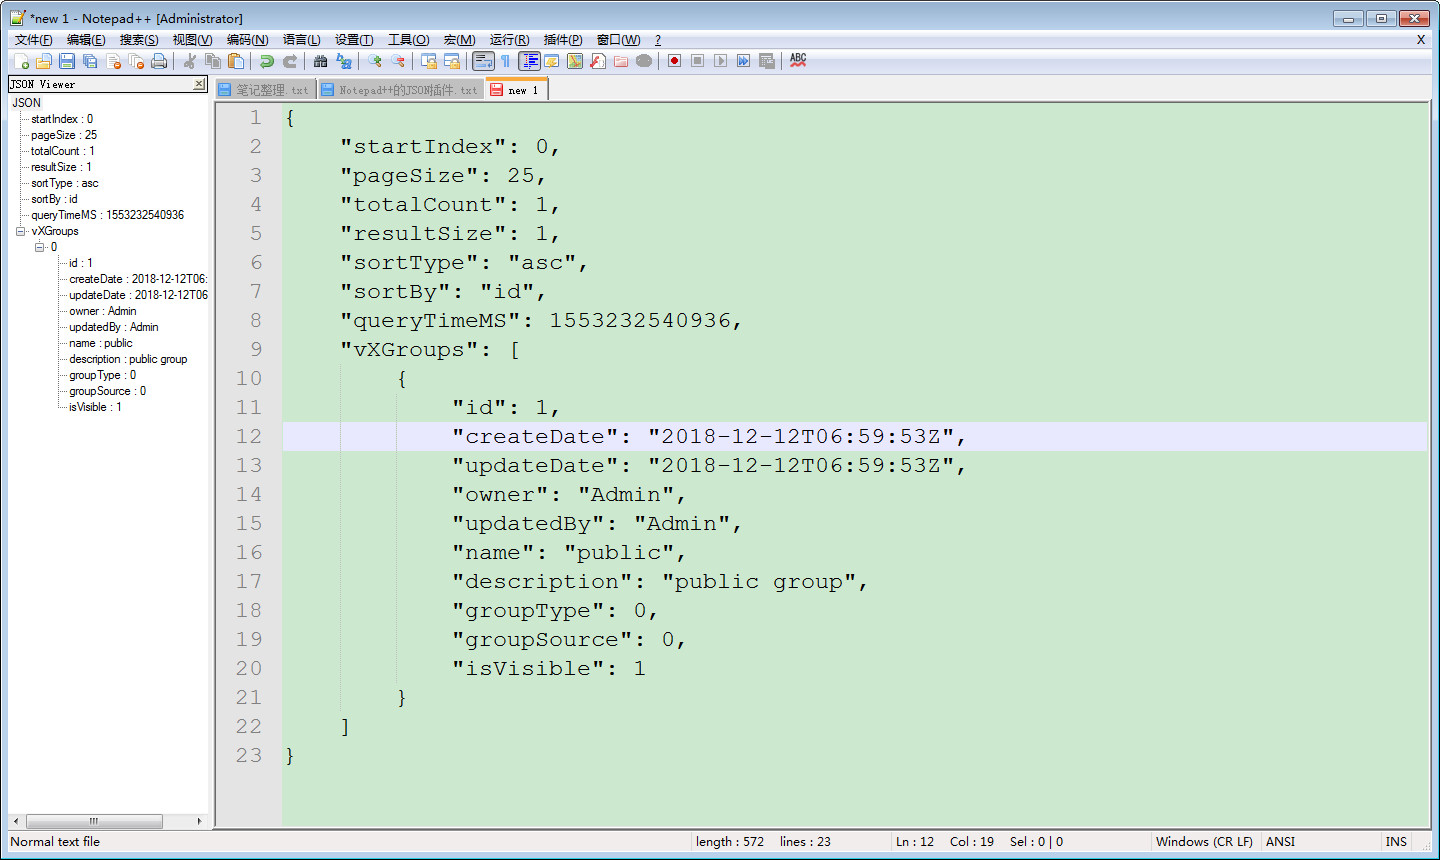 *new 1 - Notepad++ [Administrator]
文件(F) 编辑(E) 搜索(S) 视图(V) 编码(N) 语言(L) 设置(T) 工具(O) 宏(M) 运行(R) 插件(P) 窗口(W) ? X
ABC
JSON Viewer
笔记整理.txt Notepad++的JSON插件.txt new 1
JSON
startIndex : 0
pageSize : 25
totalCount : 1
resultSize : 1
sortType : asc
sortBy : id
queryTimeMS : 1553232540936
vXGroups
0
id : 1
createDate : 2018-12-12T06:
updateDate : 2018-12-12T06
owner : Admin
updatedBy : Admin
name : public
description : public group
groupType : 0
groupSource : 0
isVisible : 1
1 {
2 "startIndex": 0,
3 "pageSize": 25,
4 "totalCount": 1,
5 "resultSize": 1,
6 "sortType": "asc",
7 "sortBy": "id",
8 "queryTimeMS": 1553232540936,
9 "vXGroups": [
10 {
11 "id": 1,
12 "createDate": "2018-12-12T06:59:53Z",
13 "updateDate": "2018-12-12T06:59:53Z",
14 "owner": "Admin",
15 "updatedBy": "Admin",
16 "name": "public",
17 "description": "public group",
18 "groupType": 0,
19 "groupSource": 0,
20 "isVisible": 1
21 }
22 ]
23 }
Normal text file length : 572 lines : 23 Ln : 12 Col : 19 Sel : 0 | 0 Windows (CR LF) ANSI INS